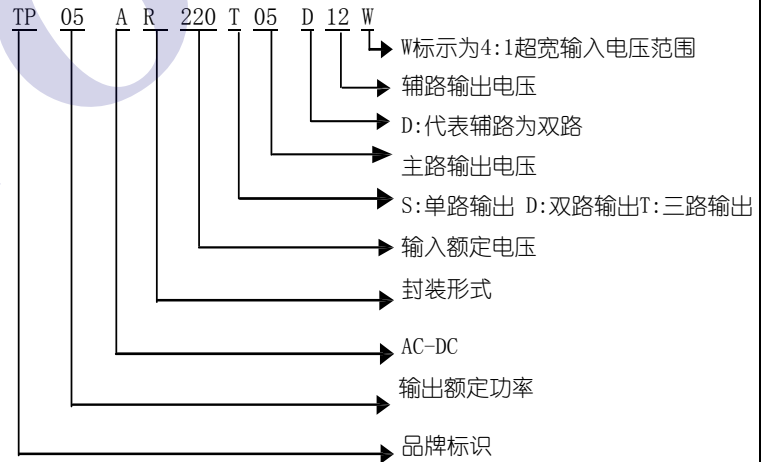 TP 05 A R 220 T 05 D 12 W
W标示为4:1超宽输入电压范围
辅路输出电压
D:代表辅路为双路
主路输出电压
S:单路输出 D:双路输出T:三路输出
输入额定电压
封装形式
AC-DC
输出额定功率
品牌标识